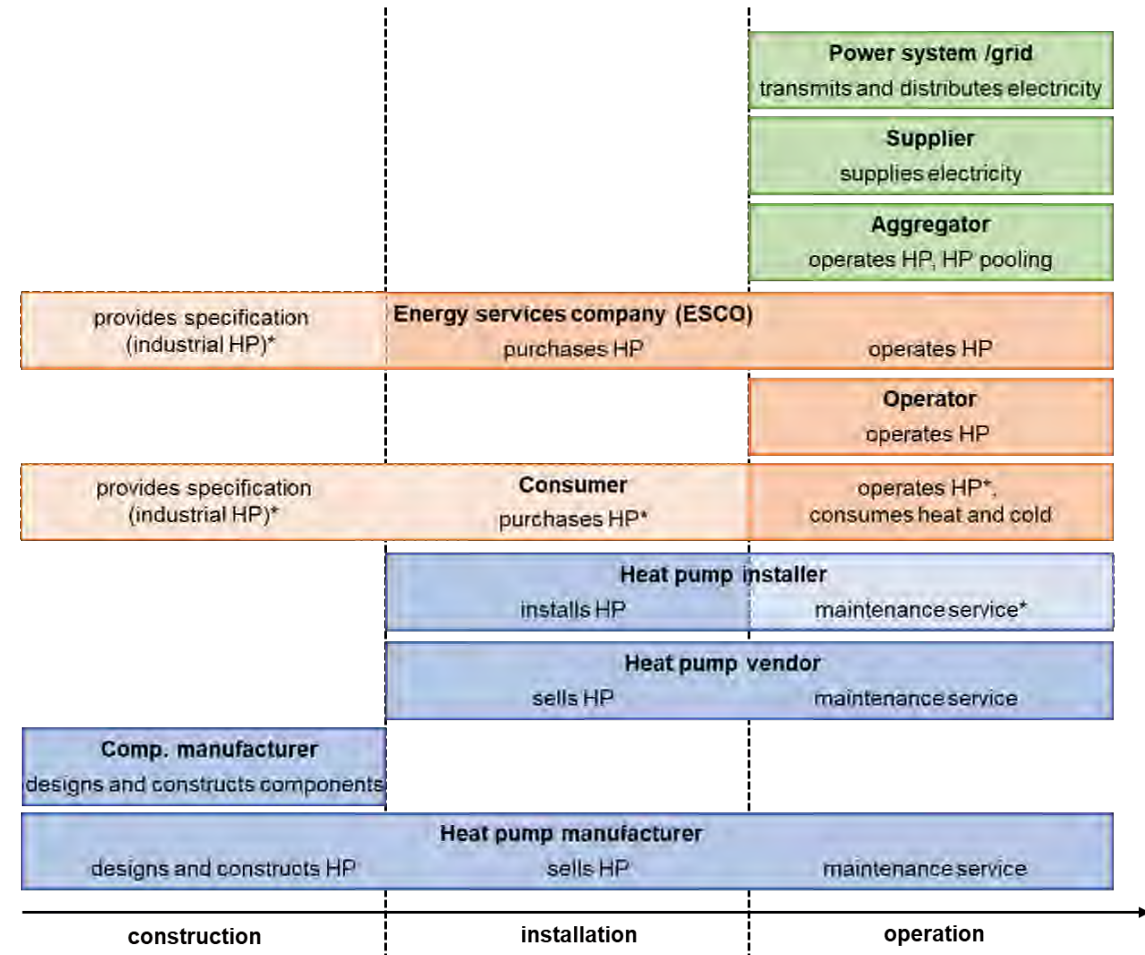 Power system /grid
transmits and distributes electricity
Supplier
supplies electricity
Aggregator
operates HP, HP pooling
provides specification
(industrial HP)*
Energy services company (ESCO)
purchases HP
operates HP
Operator
operates HP
provides specification
(industrial HP)*
Consumer
purchases HP*
operates HP*,
consumes heat and cold
Heat pump installer
installs HP
maintenance service*
Heat pump vendor
sells HP
maintenance service
Comp. manufacturer
designs and constructs components
Heat pump manufacturer
designs and constructs HP
sells HP
maintenance service
construction
installation
operation